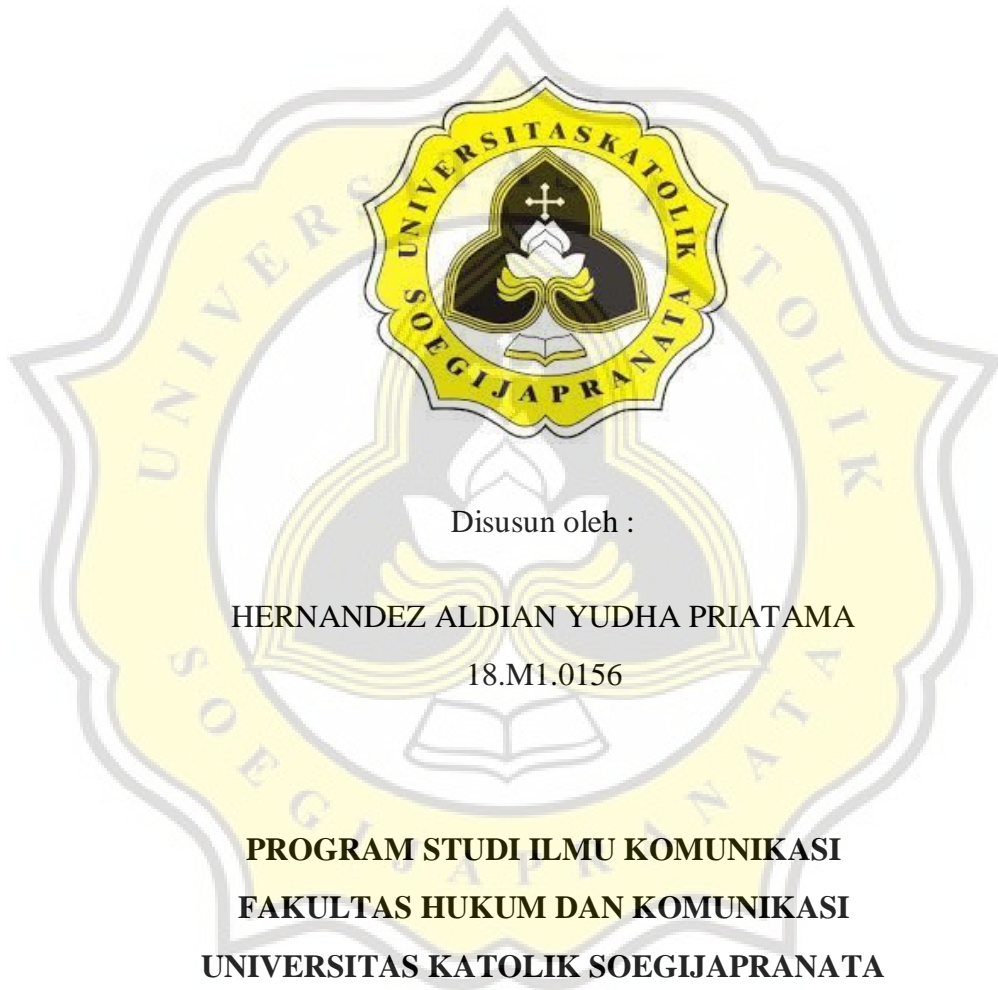 UNIVERSITAS KATOLIK
SOEGIJAPRANATA
Disusun oleh :
HERNANDEZ ALDIAN YUDHA PRIATAMA
18.M1.0156
PROGRAM STUDI ILMU KOMUNIKASI
FAKULTAS HUKUM DAN KOMUNIKASI
UNIVERSITAS KATOLIK SOEGIJAPRANATA